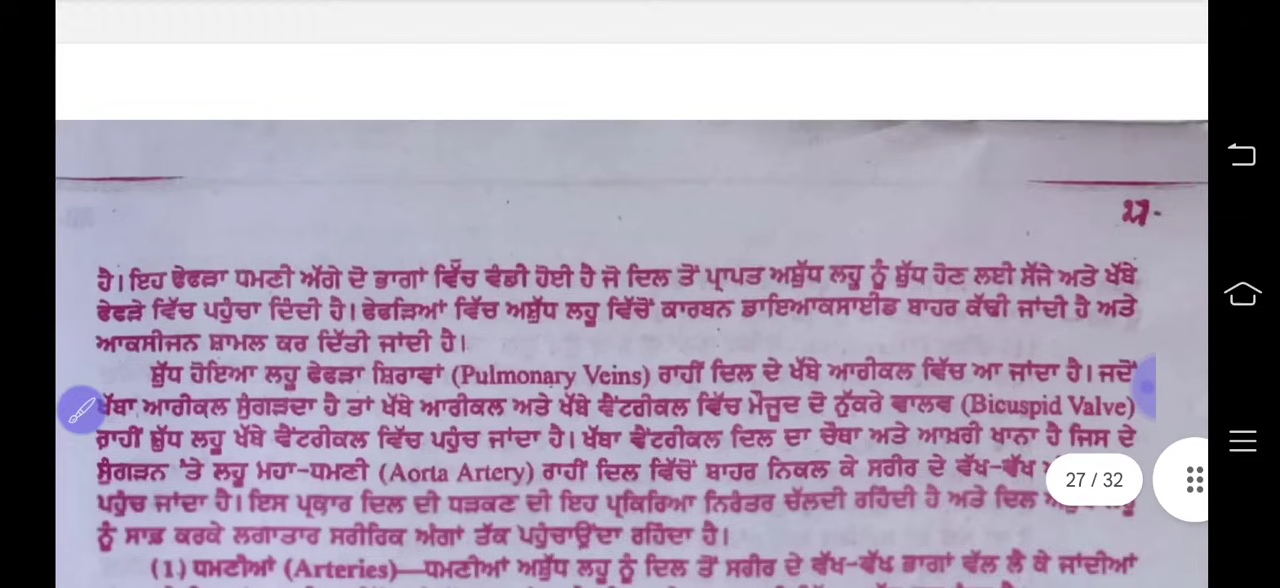 27.
ਹੈ। ਇਹ ਫੇਫੜਾ ਧਮਣੀ ਅੱਗੇ ਦੋ ਭਾਗਾਂ ਵਿੱਚ ਵੰਡੀ ਹੋਈ ਹੈ ਜੋ ਦਿਲ ਤੋਂ ਪ੍ਰਾਪਤ ਅਸ਼ੁੱਧ ਲਹੂ ਨੂੰ ਸ਼ੁੱਧ ਹੋਣ ਲਈ ਸੱਜੇ ਅਤੇ ਖੱਬੇ
ਫੇਫੜੇ ਵਿੱਚ ਪਹੁੰਚਾ ਦਿੰਦੀ ਹੈ। ਫੇਫੜਿਆਂ ਵਿੱਚ ਅਸ਼ੁੱਧ ਲਹੂ ਵਿੱਚੋਂ ਕਾਰਬਨ ਡਾਇਆਕਸਾਈਡ ਬਾਹਰ ਕੱਢੀ ਜਾਂਦੀ ਹੈ ਅਤੇ
ਆਕਸੀਜਨ ਸ਼ਾਮਲ ਕਰ ਦਿੱਤੀ ਜਾਂਦੀ ਹੈ।
ਸ਼ੁੱਧ ਹੋਇਆ ਲਹੂ ਫੇਫੜਾ ਸ਼ਿਰਾਵਾਂ (Pulmonary Veins) ਰਾਹੀਂ ਦਿਲ ਦੇ ਖੱਬੇ ਆਰੀਕਲ ਵਿੱਚ ਆ ਜਾਂਦਾ ਹੈ। ਜਦੋਂ
ਖੱਬਾ ਆਰੀਕਲ ਸੁੰਗੜਦਾ ਹੈ ਤਾਂ ਖੱਬੇ ਆਰੀਕਲ ਅਤੇ ਖੱਬੇ ਵੈਂਟਰੀਕਲ ਵਿੱਚ ਮੌਜੂਦ ਦੋ ਨੁੱਕਰੇ ਵਾਲਵ (Bicuspid Valve)
ਰਾਹੀਂ ਸ਼ੁੱਧ ਲਹੂ ਖੱਬੇ ਵੈਂਟਰੀਕਲ ਵਿੱਚ ਪਹੁੰਚ ਜਾਂਦਾ ਹੈ। ਖੱਬਾ ਵੈਂਟਰੀਕਲ ਦਿਲ ਦਾ ਚੌਥਾ ਅਤੇ ਆਖ਼ਰੀ ਖਾਨਾ ਹੈ ਜਿਸ ਦੇ
ਸੁੰਗੜਨ 'ਤੇ ਲਹੂ ਮਹਾ-ਧਮਣੀ (Aorta Artery) ਰਾਹੀਂ ਦਿਲ ਵਿੱਚੋਂ ਬਾਹਰ ਨਿਕਲ ਕੇ ਸਰੀਰ ਦੇ ਵੱਖ-ਵੱਖ
27 / 32
ਪਹੁੰਚ ਜਾਂਦਾ ਹੈ। ਇਸ ਪ੍ਰਕਾਰ ਦਿਲ ਦੀ ਧੜਕਣ ਦੀ ਇਹ ਪ੍ਰਕਿਰਿਆ ਨਿਰੰਤਰ ਚੱਲਦੀ ਰਹਿੰਦੀ ਹੈ ਅਤੇ ਦਿਲ
ਨੂੰ ਸਾਫ਼ ਕਰਕੇ ਲਗਾਤਾਰ ਸਰੀਰਿਕ ਅੰਗਾਂ ਤੱਕ ਪਹੁੰਚਾਉਂਦਾ ਰਹਿੰਦਾ ਹੈ।
(1) ਧਮਣੀਆਂ (Arteries)—ਧਮਣੀਆਂ ਅਸ਼ੁੱਧ ਲਹੂ ਨੂੰ ਦਿਲ ਤੋਂ ਸਰੀਰ ਦੇ ਵੱਖ-ਵੱਖ ਭਾਗਾਂ ਵੱਲ ਲੈ ਕੇ ਜਾਂਦੀਆਂ